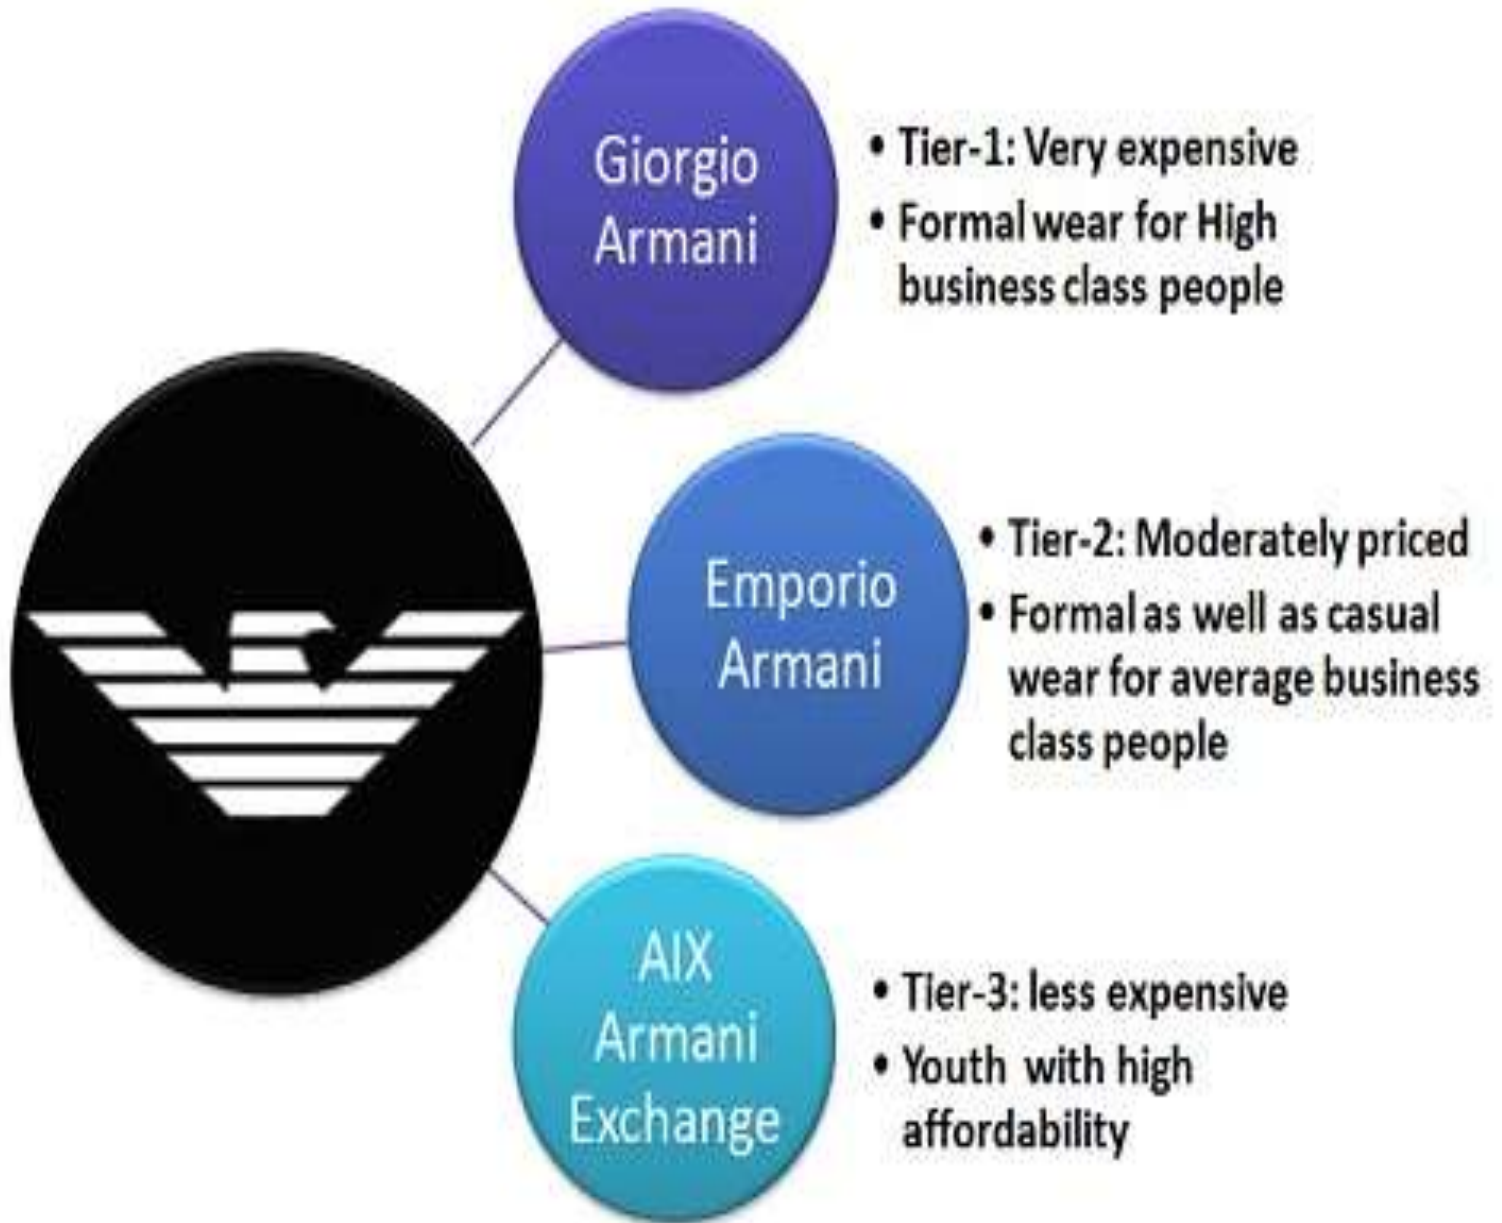 Giorgio
Armani
• Tier-1: Very expensive
• Formal wear for High
business class people
Emporio
Armani
• Tier-2: Moderately priced
• Formal as well as casual
wear for average business
class people
AIX
Armani
Exchange
• Tier-3: less expensive
• Youth with high
affordability